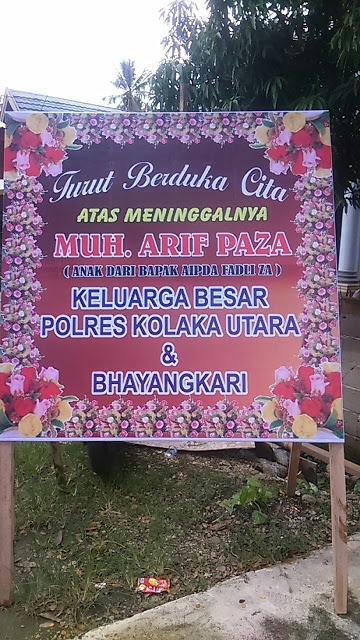 Turut Berduka Cita
ATAS MENINGGALNYA
MUH. ARIF PAZA
( ANAK DARI BAPAK AIPDA FADLI ZA )
KELUARGA BESAR
POLRES KOLAKA UTARA
&
BHAYANGKARI